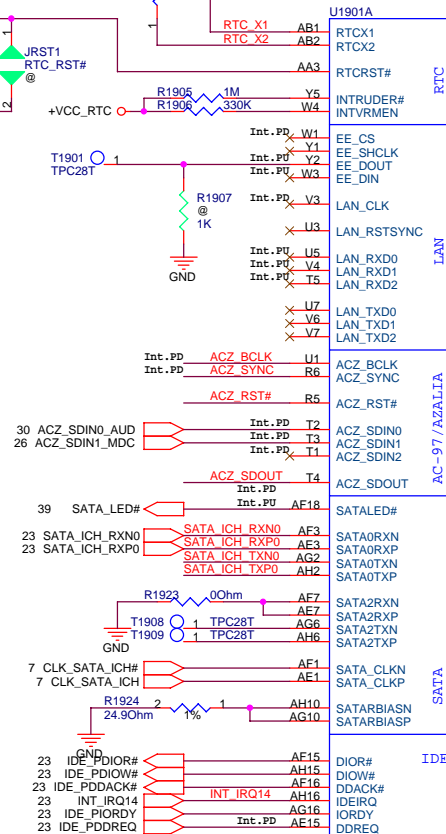 U1901A
RTC_X1 AB1 RTCX1
RTC_X2 AB2 RTCX2
1
JRST1
RTC_RST#
@
2
AA3 RTCRST#
RTC
R1905 1M Y5 INTRUDER#
+VCC_RTC R1906 330K W4 INTVRMEN
Int.PD W1 EE_CS
Y1 EE_SHCLK
T1901 1 Int.PU Y2 EE_DOUT
TPC28T Int.PU W3 EE_DIN
R1907
@
1K
GND
Int.PD V3 LAN_CLK
U3 LAN_RSTSYNC
LAN
Int.PU U5 LAN_RXD0
Int.PU V4 LAN_RXD1
Int.PU T5 LAN_RXD2
U7 LAN_TXD0
V6 LAN_TXD1
V7 LAN_TXD2
Int.PD ACZ_BCLK U1 ACZ_BCLK
Int.PD ACZ_SYNC R6 ACZ_SYNC
ACZ_RST# R5 ACZ_RST#
AC-97/AZALIA
30 ACZ_SDIN0_AUD Int.PD T2 ACZ_SDIN0
26 ACZ_SDIN1_MDC Int.PD T3 ACZ_SDIN1
Int.PD T1 ACZ_SDIN2
ACZ_SDOUT T4 ACZ_SDOUT
Int.PD
39 SATA_LED# Int.PU AF18 SATALED#
23 SATA_ICH_RXN0 SATA_ICH_RXN0 AF3 SATA0RXN
23 SATA_ICH_RXP0 SATA_ICH_RXP0 AE3 SATA0RXP
SATA_ICH_TXN0 AG2 SATA0TXN
SATA_ICH_TXP0 AH2 SATA0TXP
R1923 0Ohm AF7 SATA2RXN
AE7 SATA2RXP
T1908 1 TPC28T AG6 SATA2TXN
T1909 1 TPC28T AH6 SATA2TXP
GND
7 CLK_SATA_ICH# AF1 SATA_CLKN
7 CLK_SATA_ICH AE1 SATA_CLKP
SATA
R1924 2 1 AH10 SATARBIASN
24.9Ohm 1% AG10 SATARBIASP
GND
IDE
23 IDE_PDIOR# AF15 DIOR#
23 IDE_PDIOW# AH15 DIOW#
23 IDE_PDDACK# AF16 DDACK#
23 INT_IRQ14 INT_IRQ14 AH16 IDEIRQ
23 IDE_PIORDY AG16 IORDY
23 IDE_PDDREQ Int.PD AE15 DDREQ